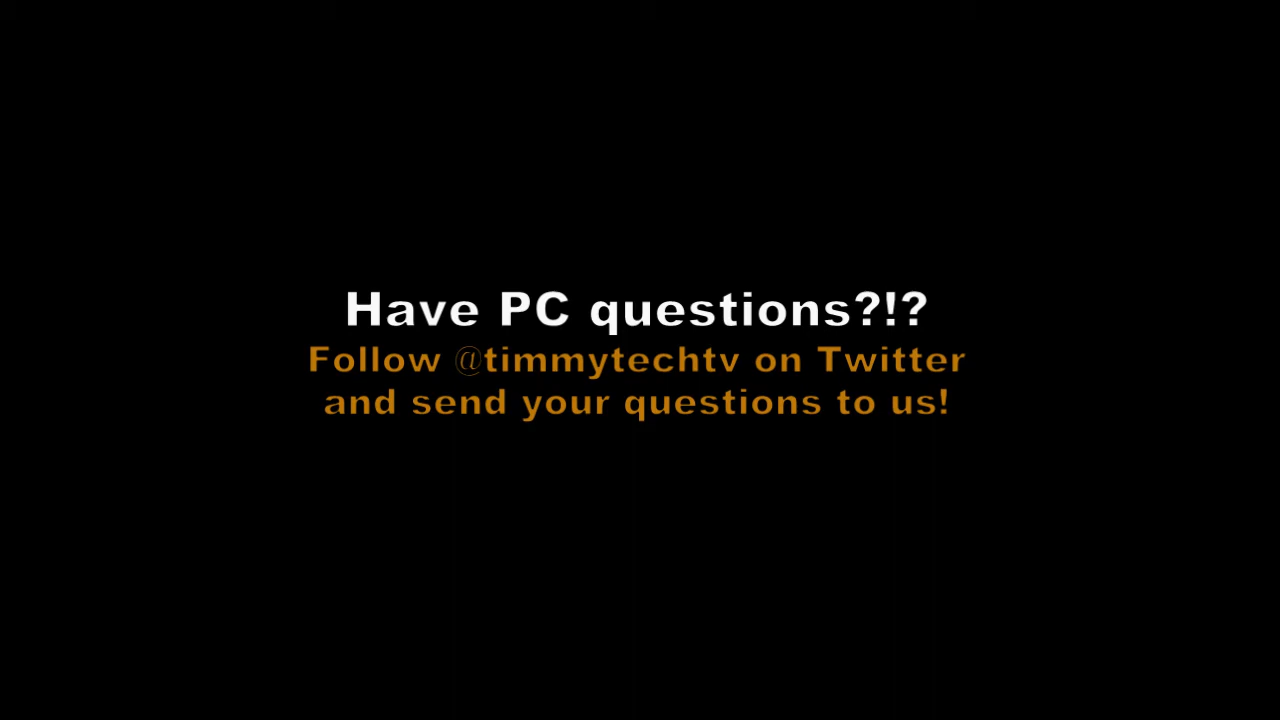 Have PC questions?!?
Follow @timmytechtv on Twitter
and send your questions to us!